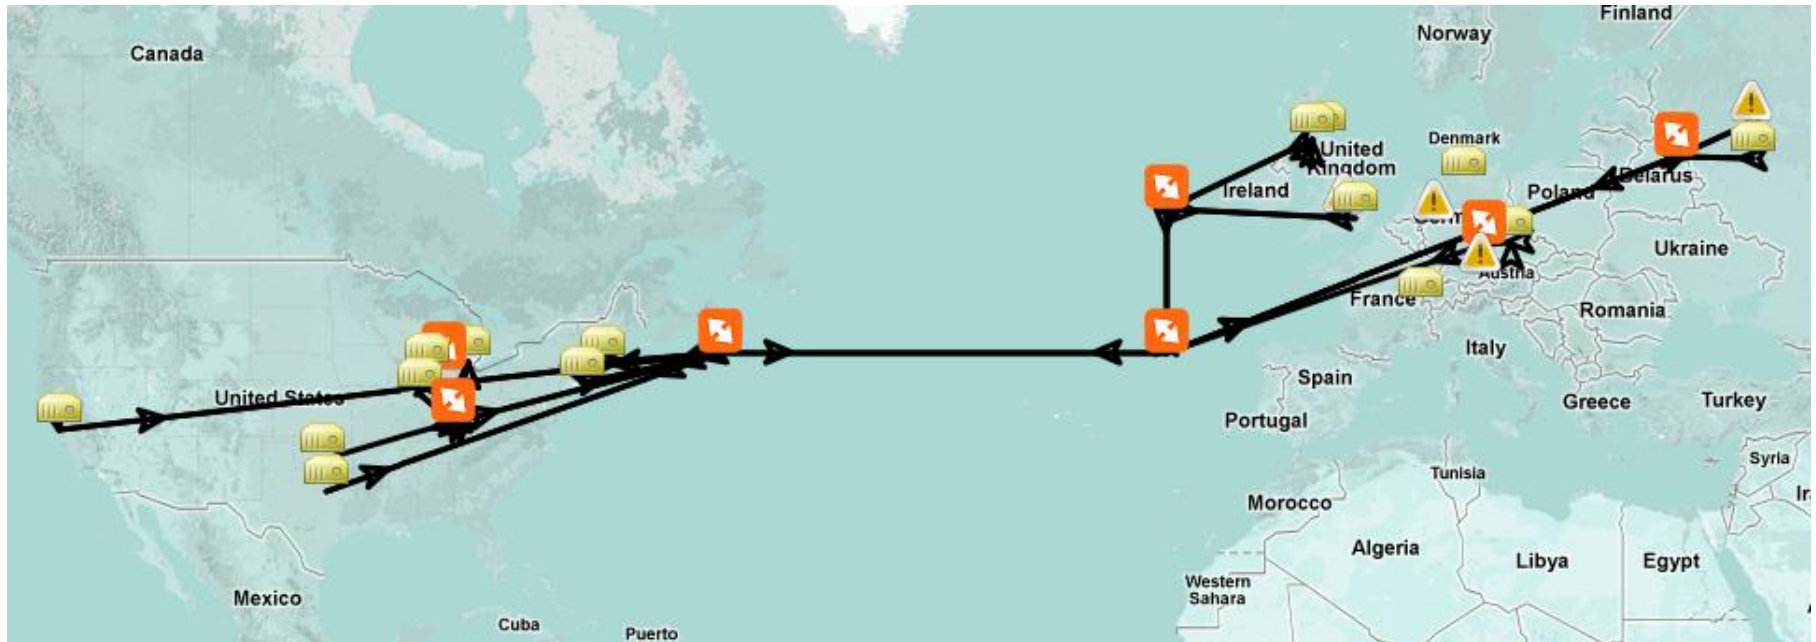 Finland
Norway
Canada
Denmark
United
Kingdom
Ireland
Poland
Belarus
Ukraine
Austria
France
Romania
Italy
United States
Spain
Greece
Turkey
Portugal
Syria
Tunisia
Morocco
Algeria
Libya
Egypt
Western
Sahara
Mexico
Cuba
Puerto